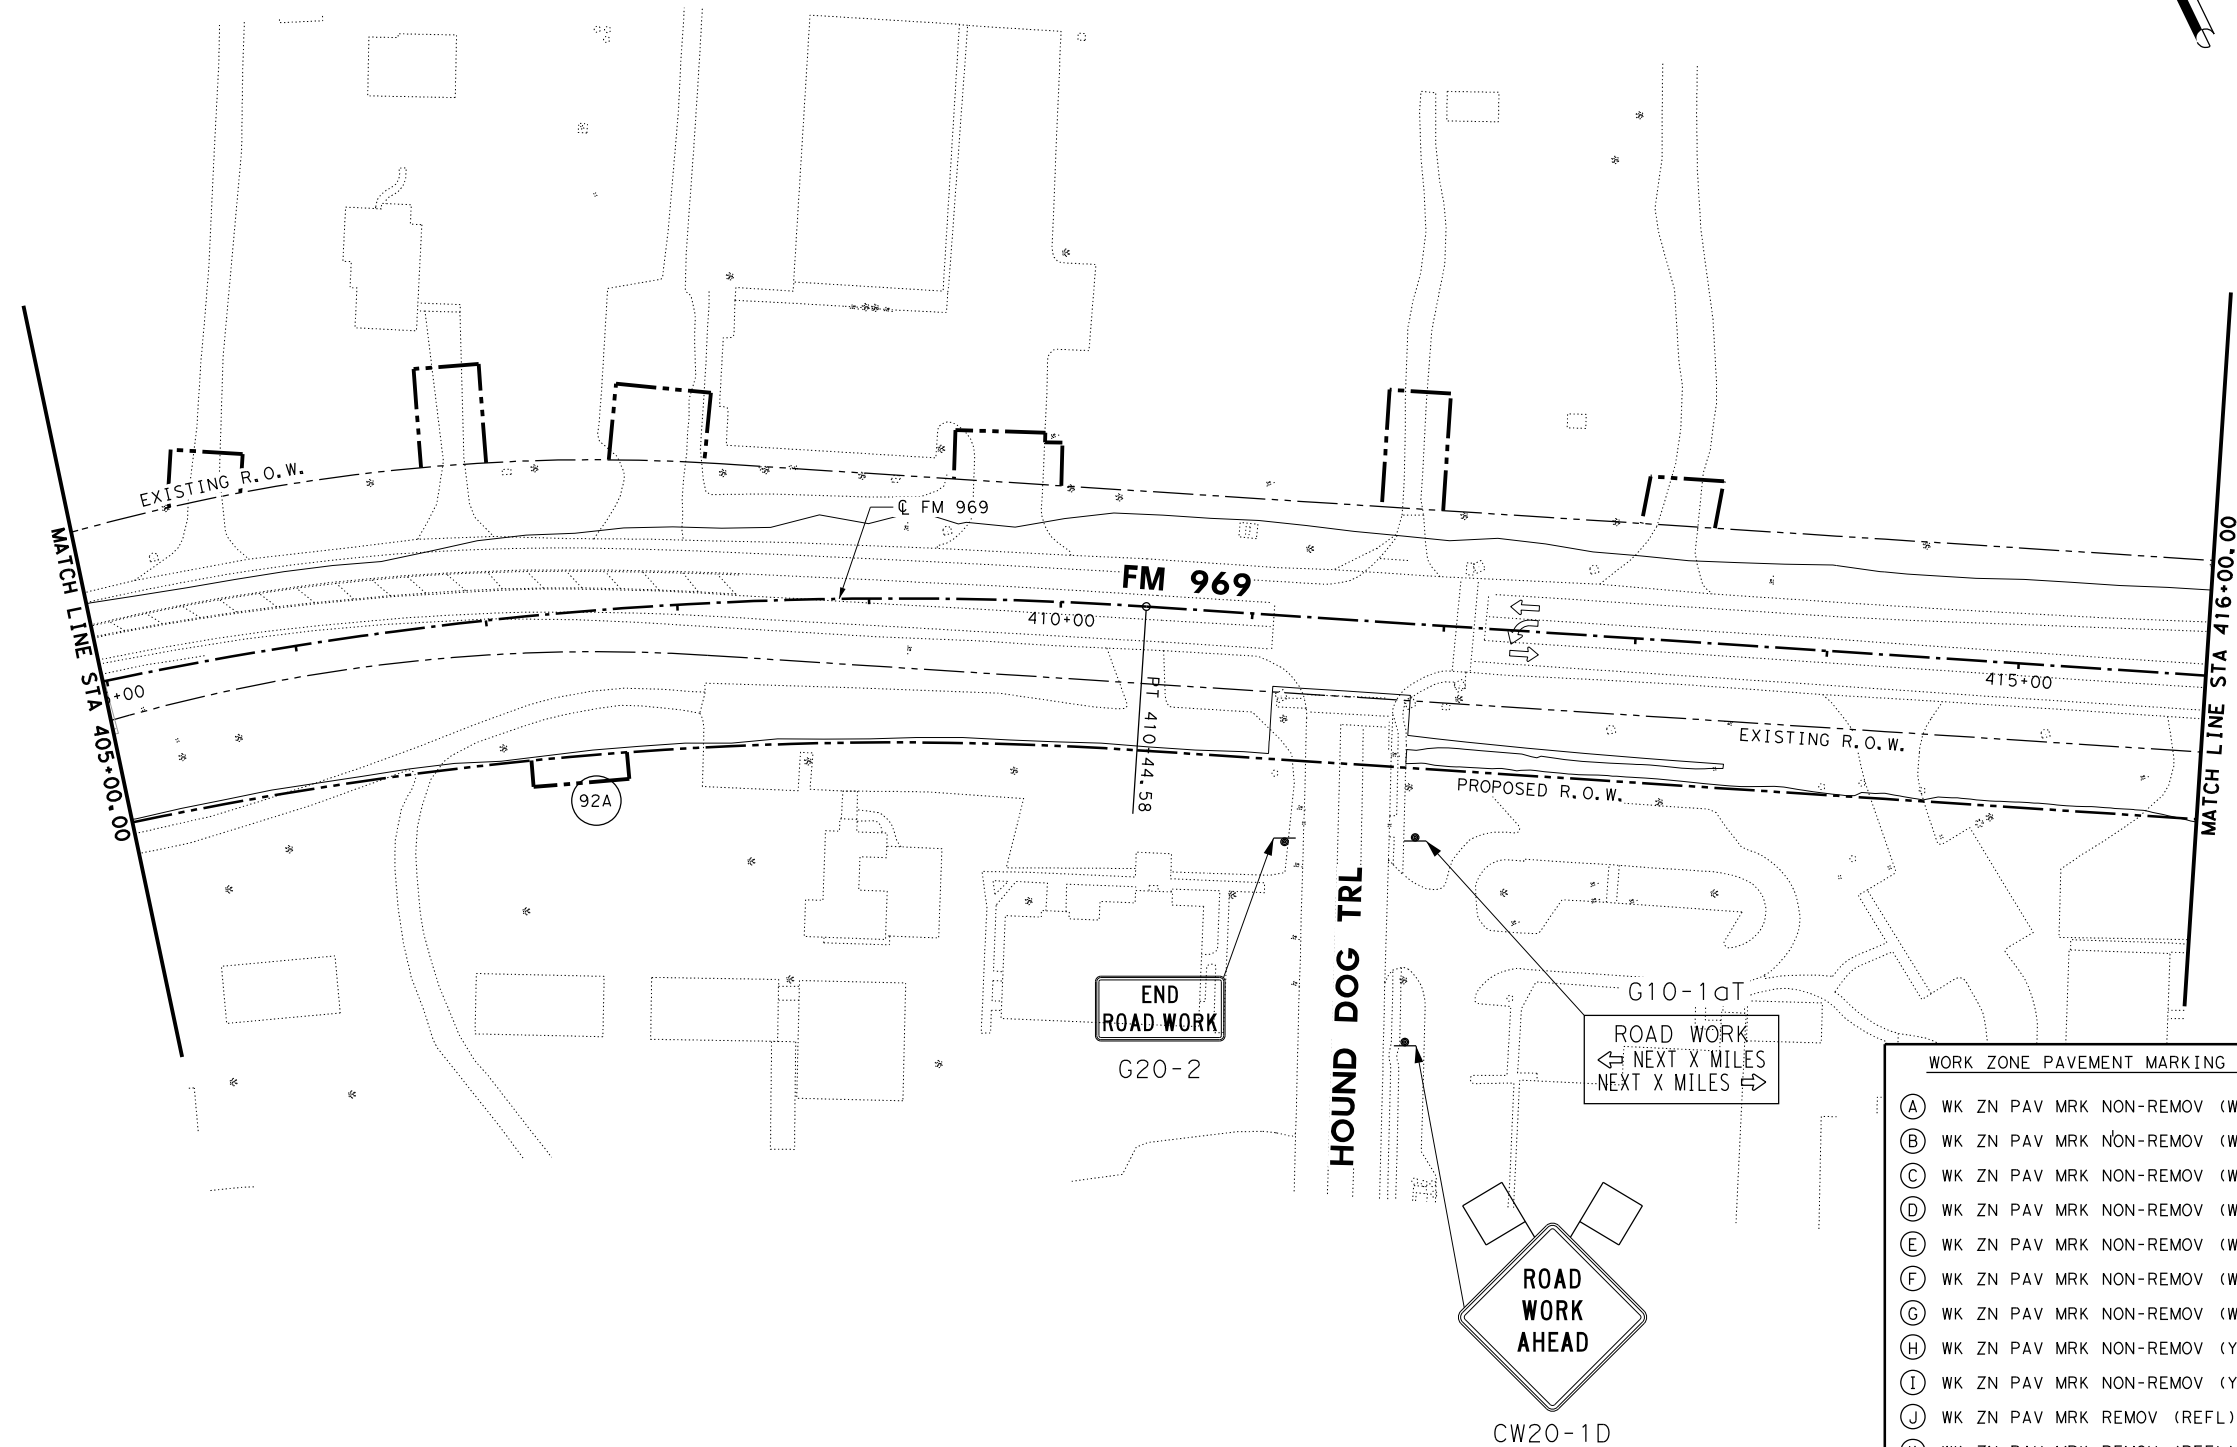 EXISTING R.O.W.
℄ FM 969
FM 969
410+00
PT 410+44.58
MATCH LINE STA 405+00.00
+00
92A
415+00
EXISTING R.O.W.
PROPOSED R.O.W.
MATCH LINE STA 416+00.00
HOUND DOG TRL
END
ROAD WORK
G20-2
G10-1aT
ROAD WORK
NEXT X MILES
NEXT X MILES
ROAD
WORK
AHEAD
CW20-1D
WORK ZONE PAVEMENT MARKING
A WK ZN PAV MRK NON-REMOV (W
B WK ZN PAV MRK NON-REMOV (W
C WK ZN PAV MRK NON-REMOV (W
D WK ZN PAV MRK NON-REMOV (W
E WK ZN PAV MRK NON-REMOV (W
F WK ZN PAV MRK NON-REMOV (W
G WK ZN PAV MRK NON-REMOV (W
H WK ZN PAV MRK NON-REMOV (Y
I WK ZN PAV MRK NON-REMOV (Y
J WK ZN PAV MRK REMOV (REFL)